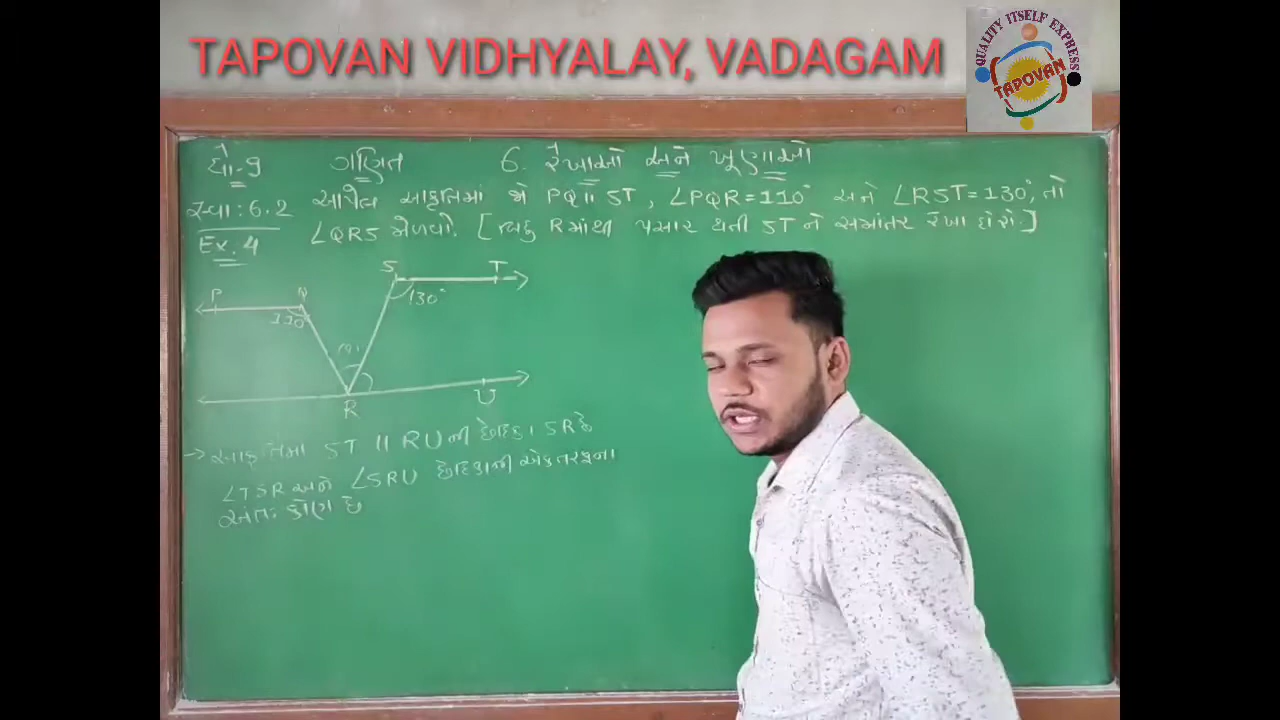 TAPOVAN VIDHYALAY, VADAGAM
QUALITY ITSELF EXPRESS
TAPOVAN
ધો-9 ગણિત 6. રેખાઓ અને ખૂણાઓ
સ્વા: 6.2 આપેલ આકૃતિમાં જો PQ || ST, ∠PQR = 110° અને ∠RST = 130°, તો
Ex. 4 ∠QRS મેળવો. [બિંદુ Rમાંથી પસાર થતી ST ને સમાંતર રેખા દોરો.]
S T
130°
P Q
110°
R U
→ આકૃતિમાં ST || RU ની છેદિકા SR છે
∠TSR અને ∠SRU છેદિકાની એક તરફના
અંતઃ કોણ છે